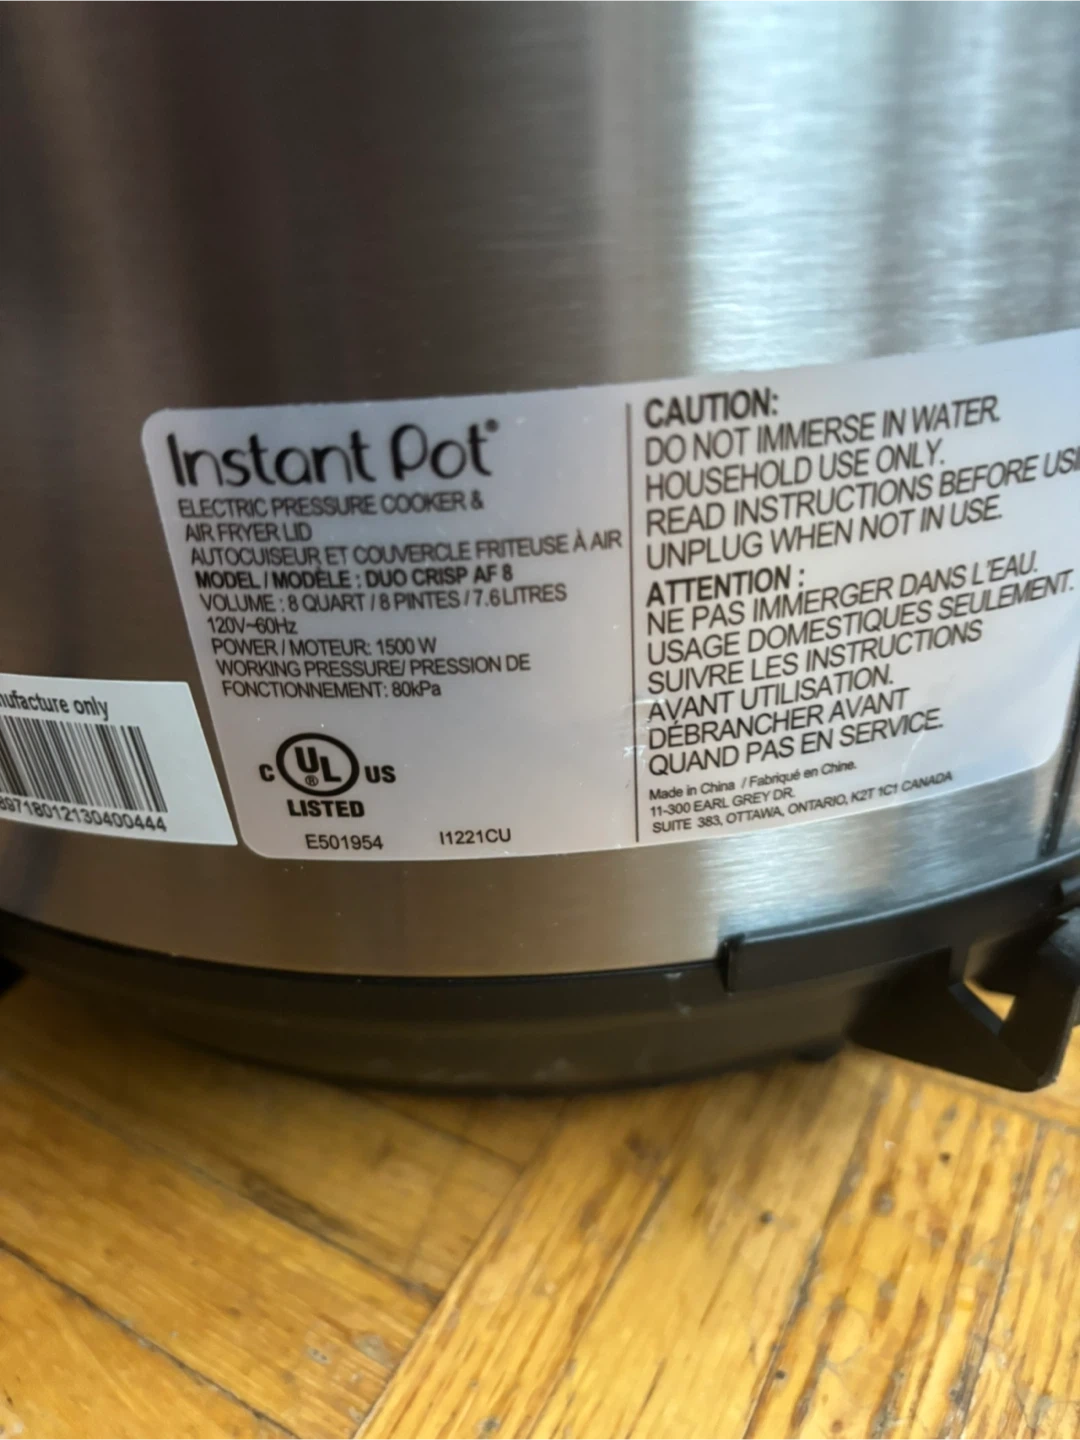 Instant Pot®
ELECTRIC PRESSURE COOKER &
AIR FRYER LID
AUTOCUISEUR ET COUVERCLE FRITEUSE À AIR
MODEL / MODÈLE : DUO CRISP AF 8
VOLUME : 8 QUART / 8 PINTES / 7.6 LITRES
120V~60Hz
POWER / MOTEUR: 1500 W
WORKING PRESSURE/ PRESSION DE
FONCTIONNEMENT: 80kPa
C UL® US
LISTED
E501954 I1221CU
CAUTION:
DO NOT IMMERSE IN WATER.
HOUSEHOLD USE ONLY.
READ INSTRUCTIONS BEFORE USI
UNPLUG WHEN NOT IN USE.
ATTENTION :
NE PAS IMMERGER DANS L'EAU.
USAGE DOMESTIQUES SEULEMENT.
SUIVRE LES INSTRUCTIONS
AVANT UTILISATION.
DÉBRANCHER AVANT
QUAND PAS EN SERVICE.
Made in China / Fabriqué en Chine.
11-300 EARL GREY DR.
SUITE 383, OTTAWA, ONTARIO, K2T 1C1 CANADA
nufacture only
89718012130400444